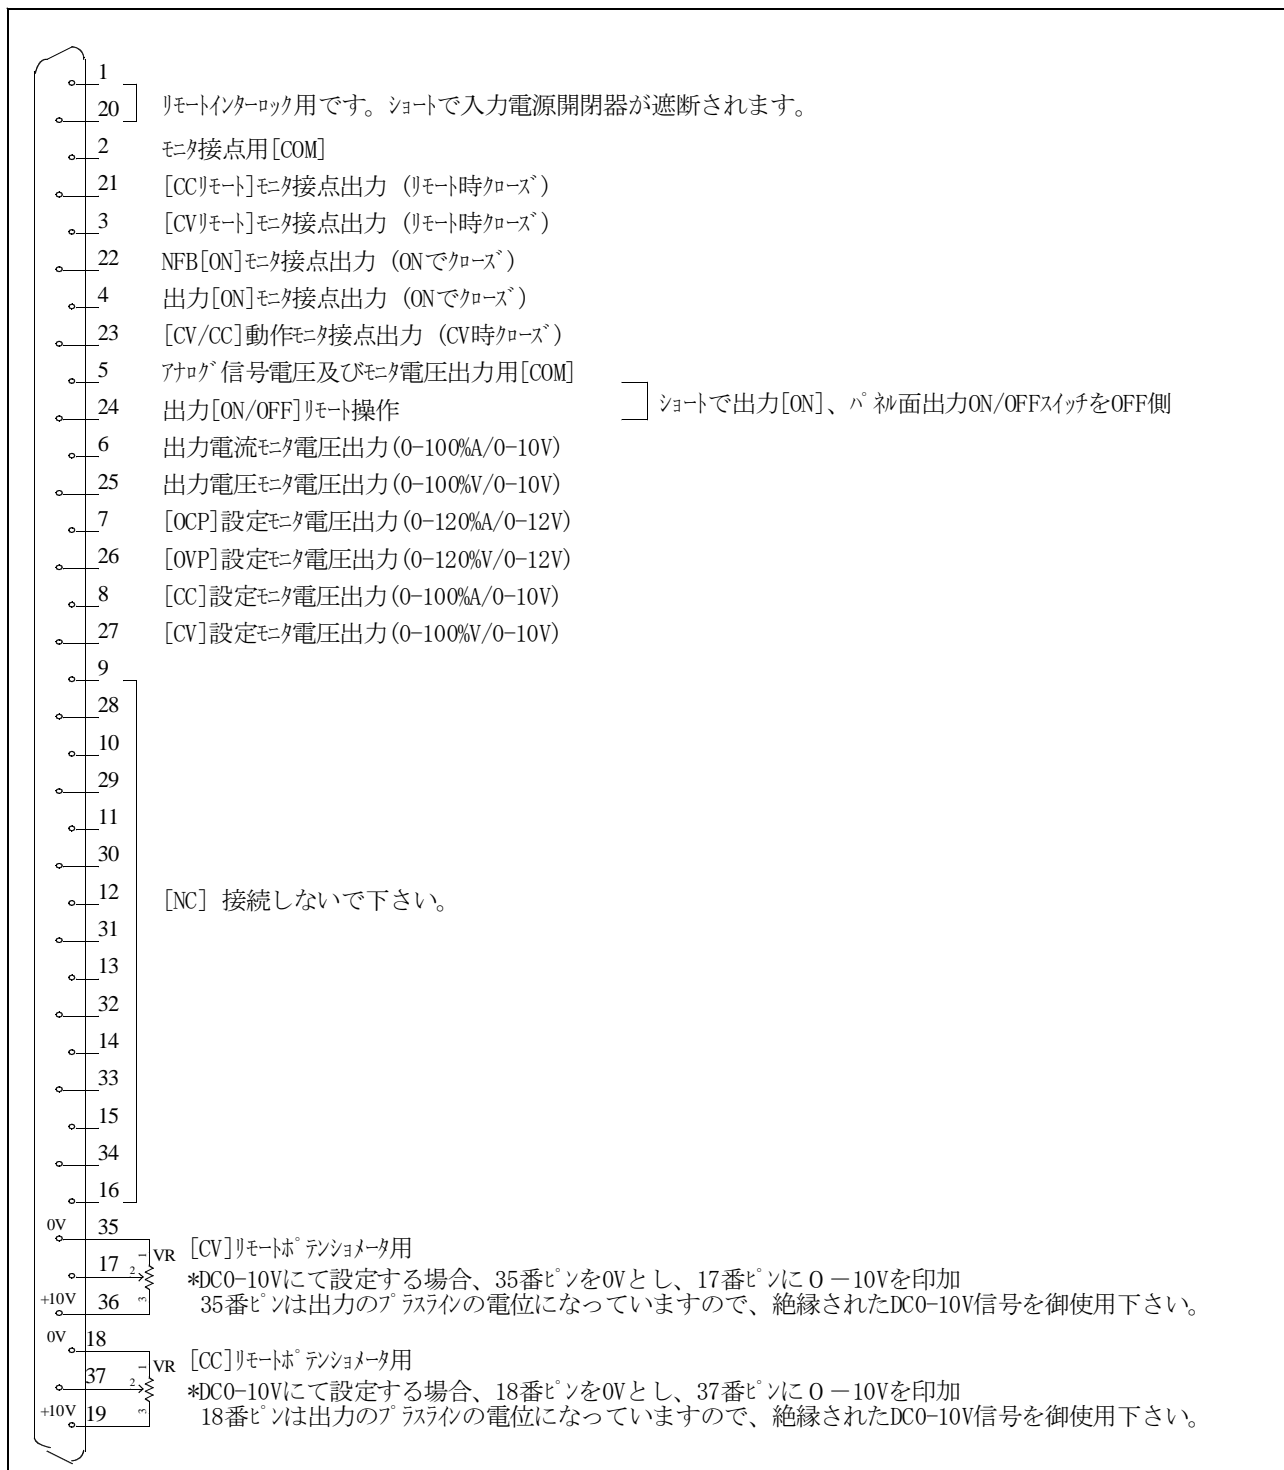 1
20 ﾘﾓｰﾄｲﾝﾀｰﾛｯｸ用です。ｼｮｰﾄで入力電源開閉器が遮断されます。
2 ﾓﾆﾀ接点用[COM]
21 [CCﾘﾓｰﾄ]ﾓﾆﾀ接点出力 (ﾘﾓｰﾄ時ｸﾛｰｽﾞ)
3 [CVﾘﾓｰﾄ]ﾓﾆﾀ接点出力 (ﾘﾓｰﾄ時ｸﾛｰｽﾞ)
22 NFB[ON]ﾓﾆﾀ接点出力 (ONでｸﾛｰｽﾞ)
4 出力[ON]ﾓﾆﾀ接点出力 (ONでｸﾛｰｽﾞ)
23 [CV/CC]動作ﾓﾆﾀ接点出力 (CV時ｸﾛｰｽﾞ)
5 ｱﾅﾛｸﾞ信号電圧及びﾓﾆﾀ電圧出力用[COM]
24 出力[ON/OFF]ﾘﾓｰﾄ操作 ｼｮｰﾄで出力[ON]、ﾊﾟﾈﾙ面出力ON/OFFｽｲｯﾁをOFF側
6 出力電流ﾓﾆﾀ電圧出力(0-100%A/0-10V)
25 出力電圧ﾓﾆﾀ電圧出力(0-100%V/0-10V)
7 [OCP]設定ﾓﾆﾀ電圧出力(0-120%A/0-12V)
26 [OVP]設定ﾓﾆﾀ電圧出力(0-120%V/0-12V)
8 [CC]設定ﾓﾆﾀ電圧出力(0-100%A/0-10V)
27 [CV]設定ﾓﾆﾀ電圧出力(0-100%V/0-10V)
9
28
10
29
11
30
12 [NC] 接続しないで下さい。
31
13
32
14
33
15
34
16
0V 35
1 VR [CV]ﾘﾓｰﾄﾎﾟﾃﾝｼｮﾒｰﾀ用
17 2 *DC0-10Vにて設定する場合、35番ﾋﾟﾝを0Vとし、17番ﾋﾟﾝに０－10Vを印加
+10V 36 3 35番ﾋﾟﾝは出力のﾌﾟﾗｽﾗｲﾝの電位になっていますので、絶縁されたDC0-10V信号を御使用下さい。
0V 18
1 VR [CC]ﾘﾓｰﾄﾎﾟﾃﾝｼｮﾒｰﾀ用
37 2 *DC0-10Vにて設定する場合、18番ﾋﾟﾝを0Vとし、37番ﾋﾟﾝに０－10Vを印加
+10V 19 3 18番ﾋﾟﾝは出力のﾌﾟﾗｽﾗｲﾝの電位になっていますので、絶縁されたDC0-10V信号を御使用下さい。